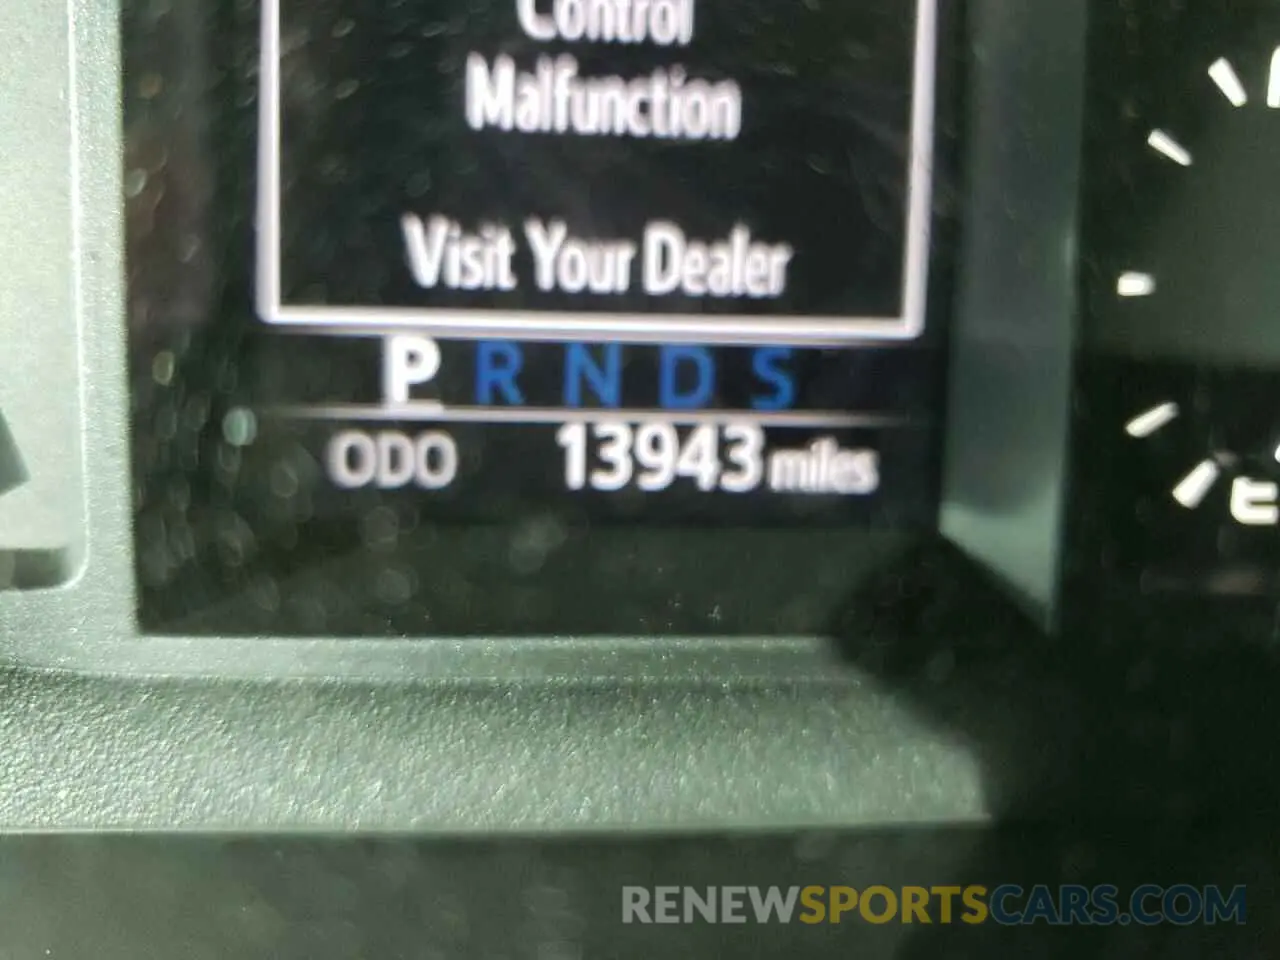 Control
Malfunction
Visit Your Dealer
P R N D S
ODO 13943 miles
E
RENEWSPORTSCARS.COM